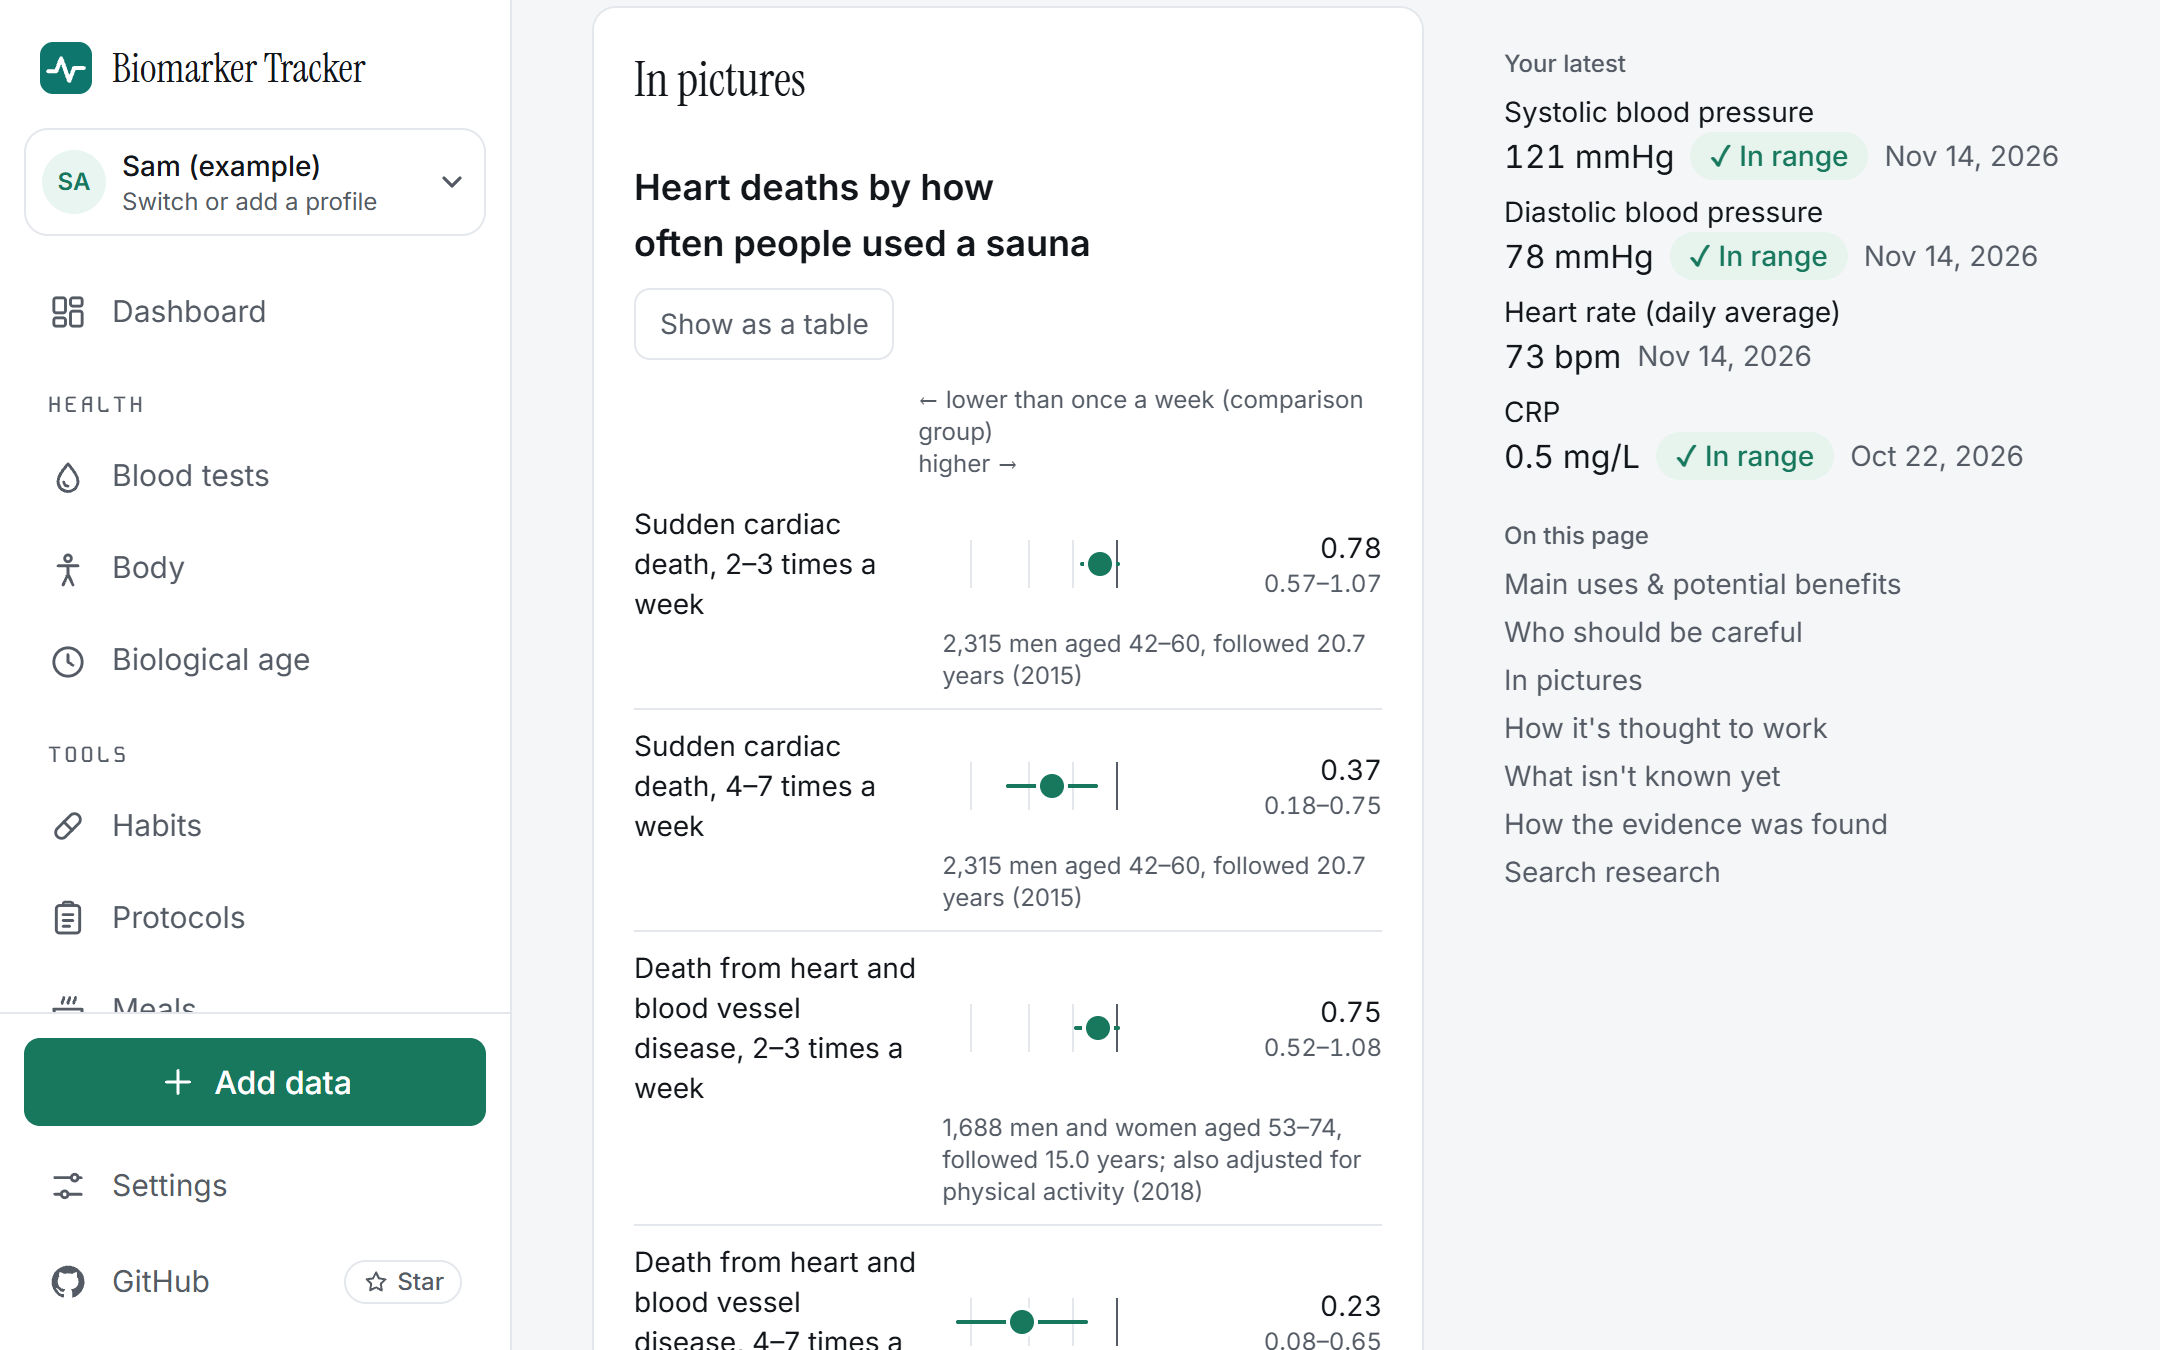 Biomarker Tracker
SA
Sam (example)
Switch or add a profile
Dashboard
HEALTH
Blood tests
Body
Biological age
TOOLS
Habits
Protocols
Meals
Add data
Settings
GitHub
Star
In pictures
Heart deaths by how
often people used a sauna
Show as a table
← lower than once a week (comparison
group)
higher →
Sudden cardiac
death, 2–3 times a
week
0.78
0.57–1.07
2,315 men aged 42–60, followed 20.7
years (2015)
Sudden cardiac
death, 4–7 times a
week
0.37
0.18–0.75
2,315 men aged 42–60, followed 20.7
years (2015)
Death from heart and
blood vessel
disease, 2–3 times a
week
0.75
0.52–1.08
1,688 men and women aged 53–74,
followed 15.0 years; also adjusted for
physical activity (2018)
Death from heart and
blood vessel
disease, 4–7 times a
0.23
0.08–0.65
Your latest
Systolic blood pressure
121 mmHg ✓ In range Nov 14, 2026
Diastolic blood pressure
78 mmHg ✓ In range Nov 14, 2026
Heart rate (daily average)
73 bpm Nov 14, 2026
CRP
0.5 mg/L ✓ In range Oct 22, 2026
On this page
Main uses & potential benefits
Who should be careful
In pictures
How it's thought to work
What isn't known yet
How the evidence was found
Search research